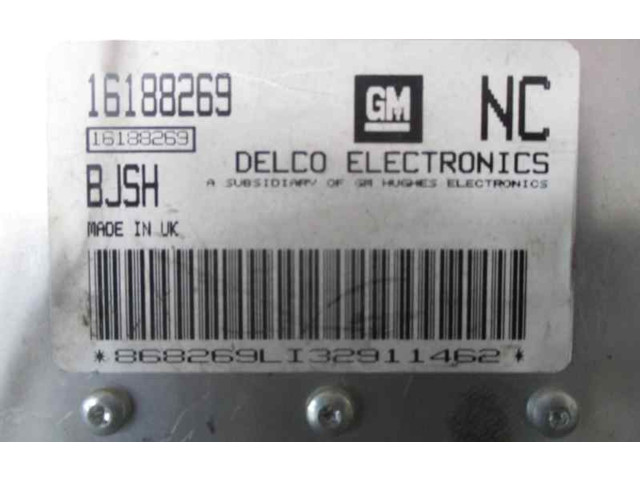 16188269
GM
NC
16188269
DELCO ELECTRONICS
BJSH
A SUBSIDIARY OF GM HUGHES ELECTRONICS
MADE IN UK
*868269LI32911462*